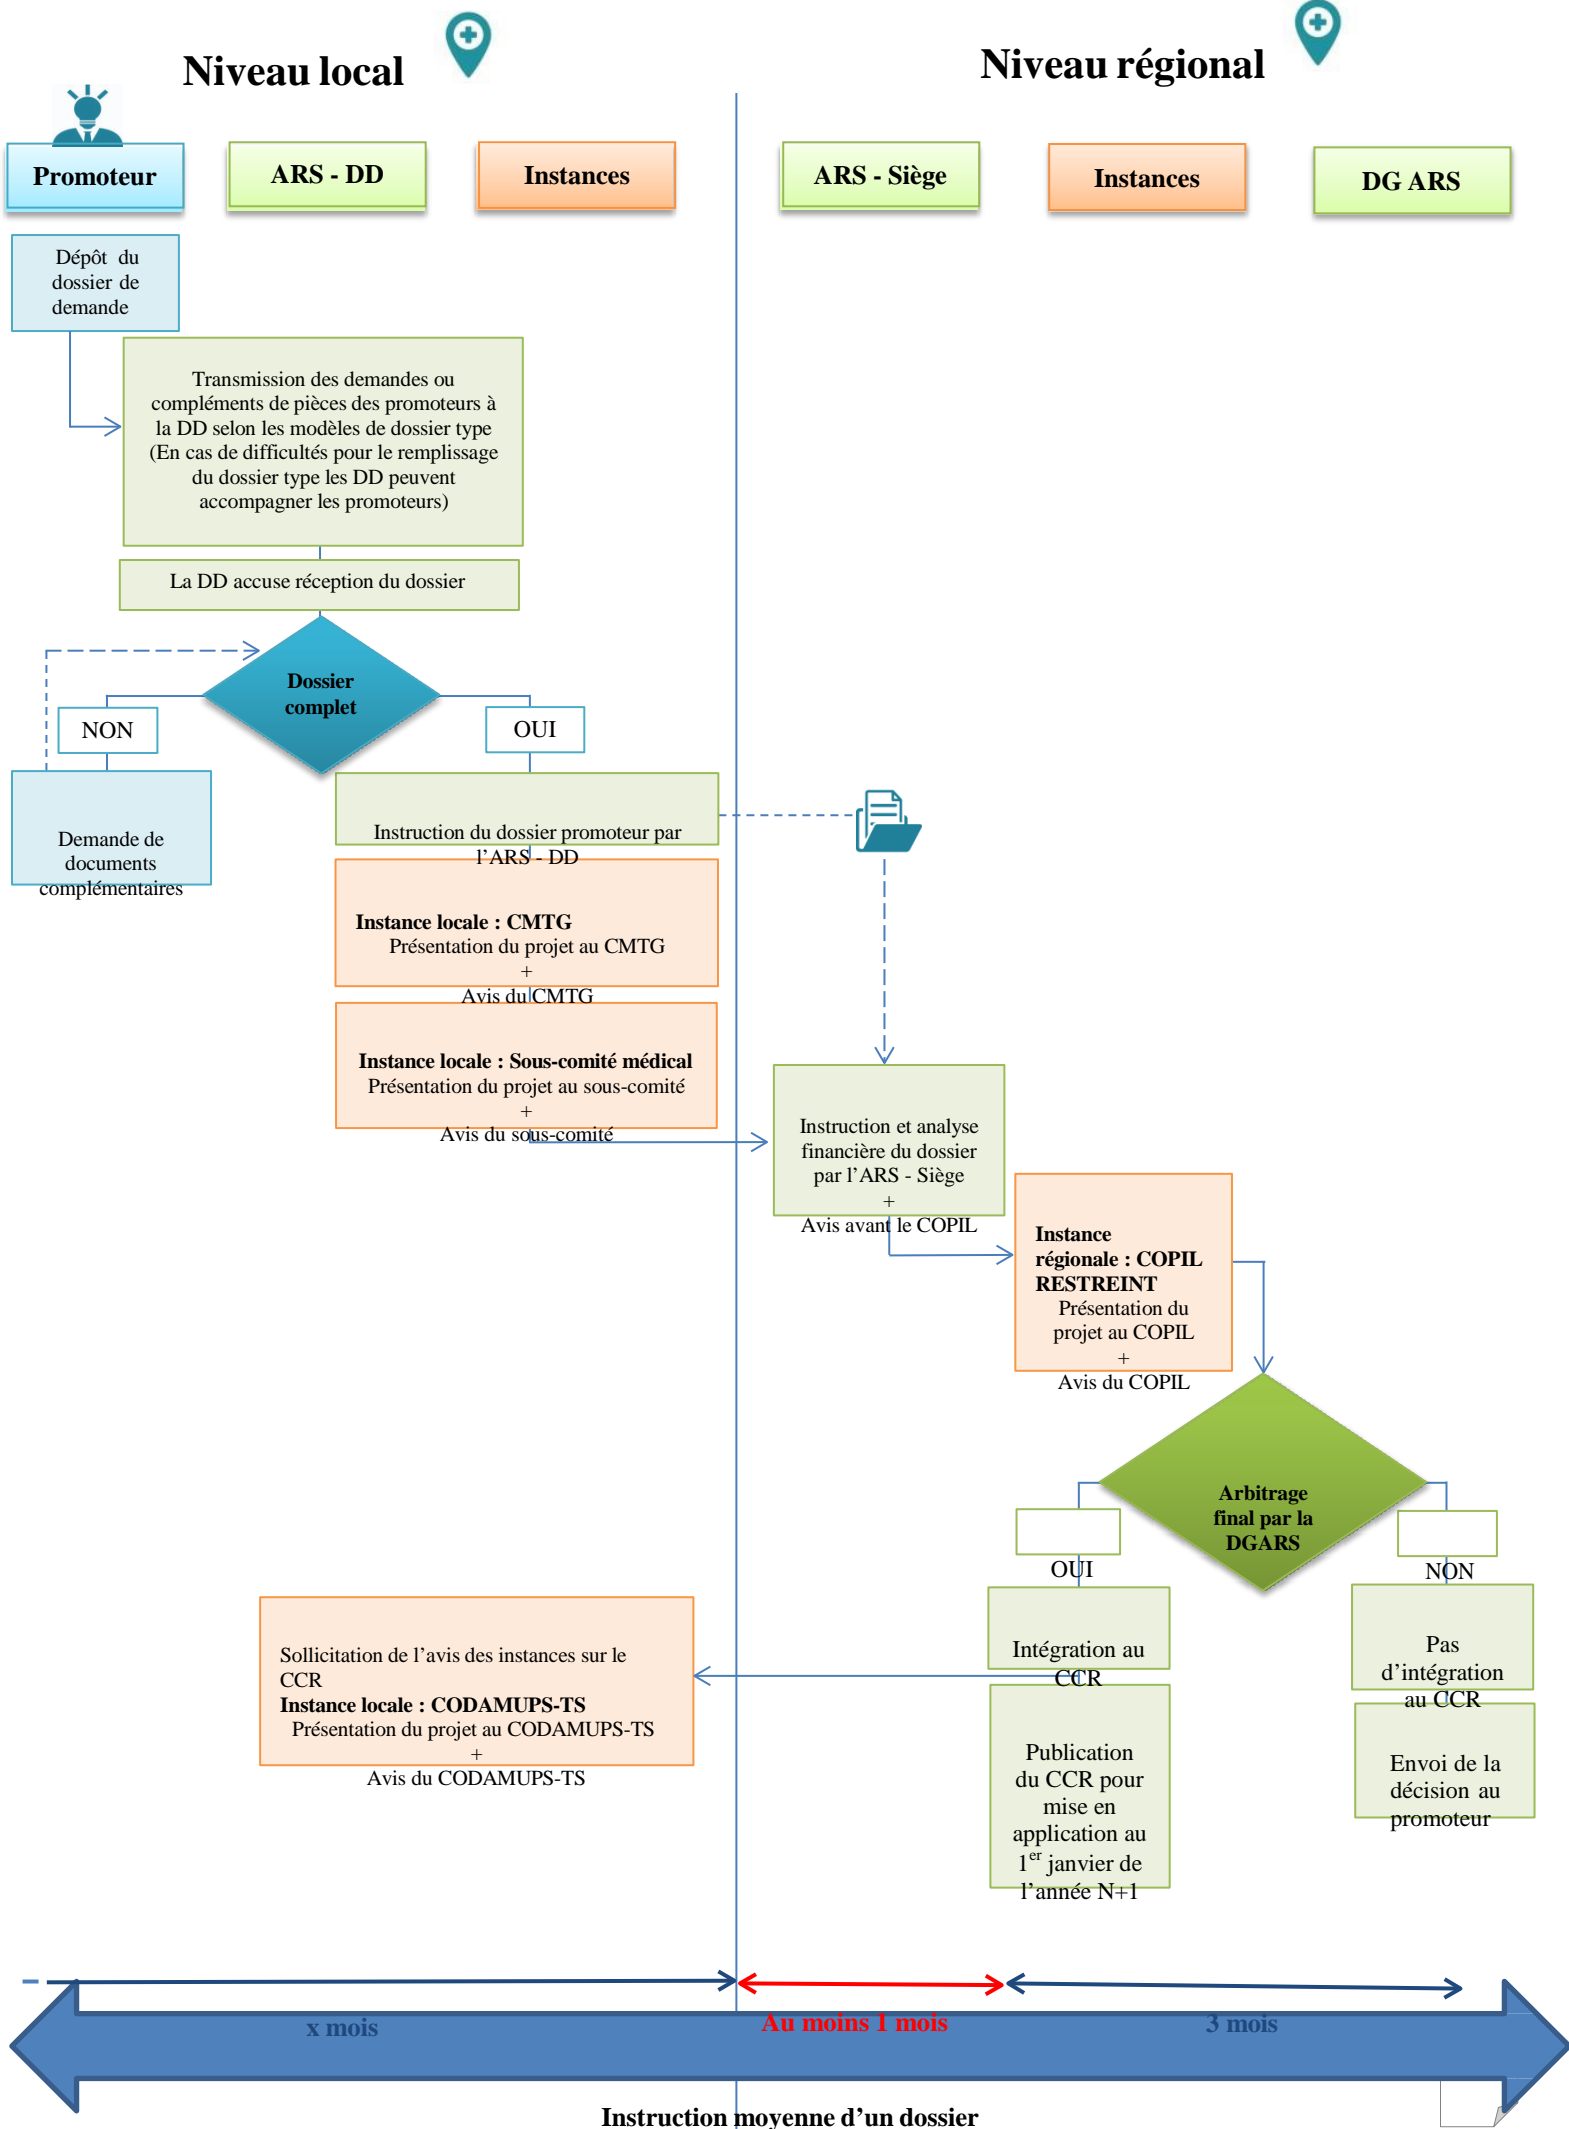 Niveau local
Niveau régional
Promoteur
ARS - DD
Instances
ARS - Siège
Instances
DG ARS
Dépôt du
dossier de
demande
Transmission des demandes ou
compléments de pièces des promoteurs à
la DD selon les modèles de dossier type
(En cas de difficultés pour le remplissage
du dossier type les DD peuvent
accompagner les promoteurs)
La DD accuse réception du dossier
Dossier
complet
NON
OUI
Demande de
documents
complémentaires
Instruction du dossier promoteur par
l’ARS - DD
Instance locale : CMTG
Présentation du projet au CMTG
+
Avis du CMTG
Instance locale : Sous-comité médical
Présentation du projet au sous-comité
+
Avis du sous-comité
Instruction et analyse
financière du dossier
par l’ARS - Siège
+
Avis avant le COPIL
Instance
régionale : COPIL
RESTREINT
Présentation du
projet au COPIL
+
Avis du COPIL
Arbitrage
final par la
DGARS
OUI
NON
Intégration au
CCR
Pas
d’intégration
au CCR
Sollicitation de l’avis des instances sur le
CCR
Instance locale : CODAMUPS-TS
Présentation du projet au CODAMUPS-TS
+
Avis du CODAMUPS-TS
Publication
du CCR pour
mise en
application au
1er janvier de
l’année N+1
Envoi de la
décision au
promoteur
x mois
Au moins 1 mois
3 mois
Instruction moyenne d’un dossier